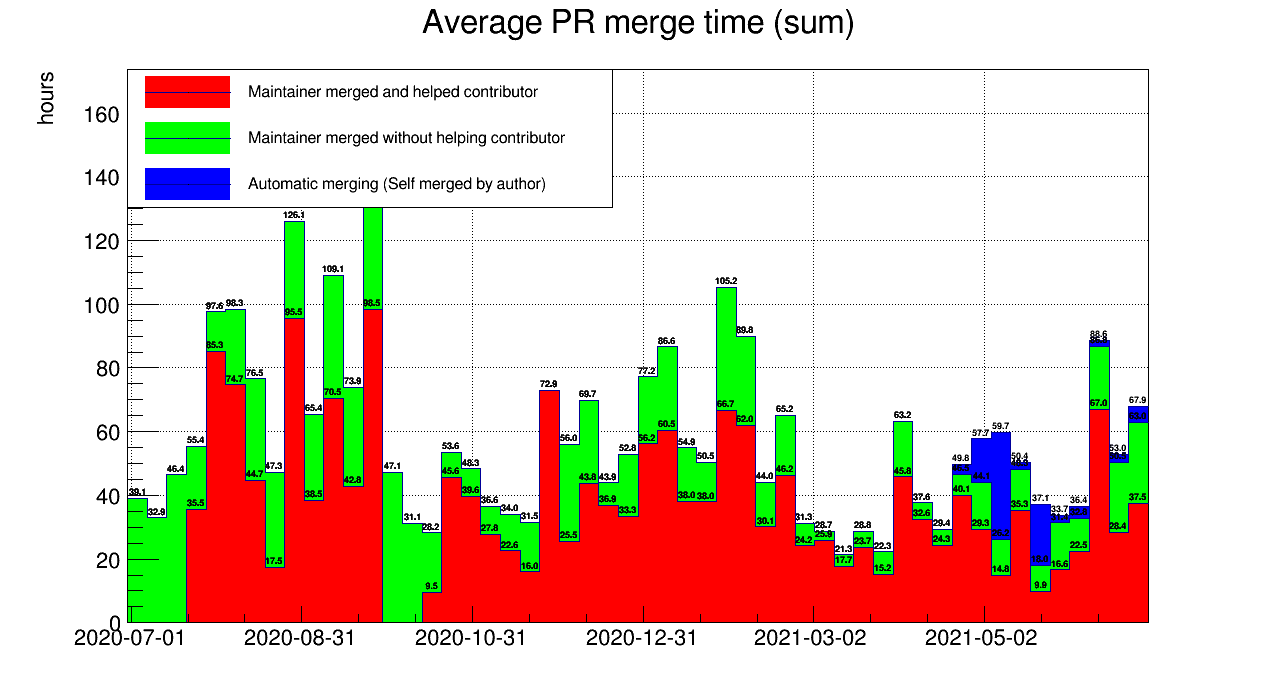 Average PR merge time (sum)
hours
Maintainer merged and helped contributor
Maintainer merged without helping contributor
Automatic merging (Self merged by author)
160
140
120
100
80
60
40
20
0
39.1 32.9 46.4 55.4 97.6 98.3 76.5 47.3 126.1 65.4 109.1 73.9 47.1 31.1 28.2 53.6 48.3 36.6 34.0 31.5 72.9 56.0 69.7 43.9 52.8 77.2 86.6 54.9 50.5 105.2 89.8 44.0 65.2 31.3 28.7 21.3 28.8 22.3 63.2 37.6 29.4 49.8 57.7 59.7 50.4 37.1 33.7 36.4 88.6 53.0 67.9
35.5 85.3 74.7 44.7 17.5 95.5 38.5 70.5 42.8 98.5 9.5 45.6 39.6 27.8 22.6 16.0 25.5 43.8 36.9 33.3 56.2 60.5 38.0 38.0 66.7 62.0 30.1 46.2 24.2 25.9 17.7 23.7 15.2 45.8 32.6 24.3 40.1 29.3 14.8 35.3 9.9 16.6 22.5 67.0 28.4 37.5
44.1
2020-07-01 2020-08-31 2020-10-31 2020-12-31 2021-03-02 2021-05-02